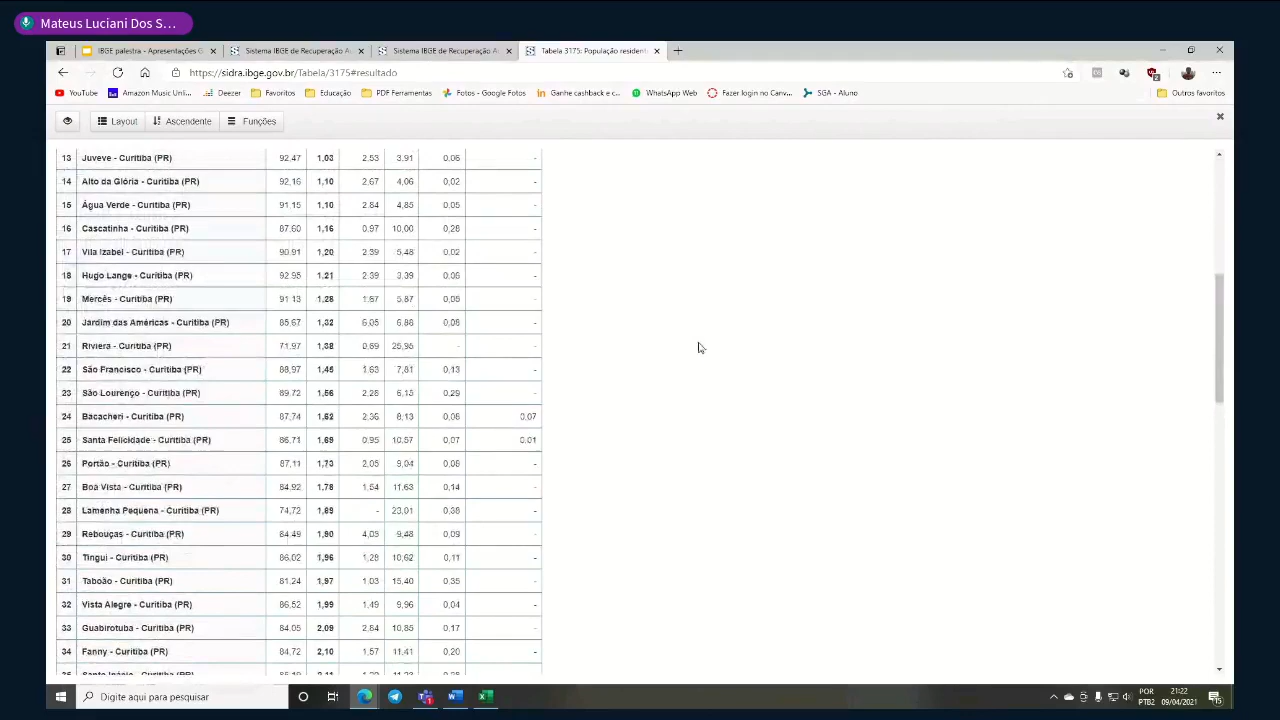 Mateus Luciani Dos S...
IBGE palestra - Apresentações G
Sistema IBGE de Recuperação Au
Sistema IBGE de Recuperação Au
Tabela 3175: População residen
https://sidra.ibge.gov.br/Tabela/3175#resultado
YouTube
Amazon Music Unli...
Deezer
Favoritos
Educação
PDF Ferramentas
Fotos - Google Fotos
Ganhe cashback e c...
WhatsApp Web
Fazer login no Canv...
SGA - Aluno
Outros favoritos
Layout
Ascendente
Funções
13 Juveve - Curitiba (PR) 92,47 1,03 2,53 3,91 0,06 -
14 Alto da Glória - Curitiba (PR) 92,16 1,10 2,67 4,06 0,02 -
15 Água Verde - Curitiba (PR) 91,15 1,10 2,84 4,85 0,05 -
16 Cascatinha - Curitiba (PR) 87,60 1,16 0,97 10,00 0,28 -
17 Vila Izabel - Curitiba (PR) 90,91 1,20 2,39 5,48 0,02 -
18 Hugo Lange - Curitiba (PR) 92,95 1,21 2,39 3,39 0,06 -
19 Mercês - Curitiba (PR) 91,13 1,28 1,67 5,87 0,05 -
20 Jardim das Américas - Curitiba (PR) 85,67 1,32 6,05 6,88 0,08 -
21 Riviera - Curitiba (PR) 71,97 1,38 0,69 25,95 - -
22 São Francisco - Curitiba (PR) 88,97 1,45 1,63 7,81 0,13 -
23 São Lourenço - Curitiba (PR) 89,72 1,56 2,28 6,15 0,29 -
24 Bacacheri - Curitiba (PR) 87,74 1,62 2,36 8,13 0,08 0,07
25 Santa Felicidade - Curitiba (PR) 86,71 1,69 0,95 10,57 0,07 0,01
26 Portão - Curitiba (PR) 87,11 1,73 2,05 9,04 0,08 -
27 Boa Vista - Curitiba (PR) 84,92 1,78 1,54 11,63 0,14 -
28 Lamenha Pequena - Curitiba (PR) 74,72 1,89 - 23,01 0,38 -
29 Rebouças - Curitiba (PR) 84,49 1,90 4,03 9,48 0,09 -
30 Tingui - Curitiba (PR) 86,02 1,96 1,28 10,62 0,11 -
31 Taboão - Curitiba (PR) 81,24 1,97 1,03 15,40 0,35 -
32 Vista Alegre - Curitiba (PR) 86,52 1,99 1,49 9,96 0,04 -
33 Guabirotuba - Curitiba (PR) 84,05 2,09 2,84 10,85 0,17 -
34 Fanny - Curitiba (PR) 84,72 2,10 1,57 11,41 0,20 -
Digite aqui para pesquisar
POR
PTB2
21:22
09/04/2021
15